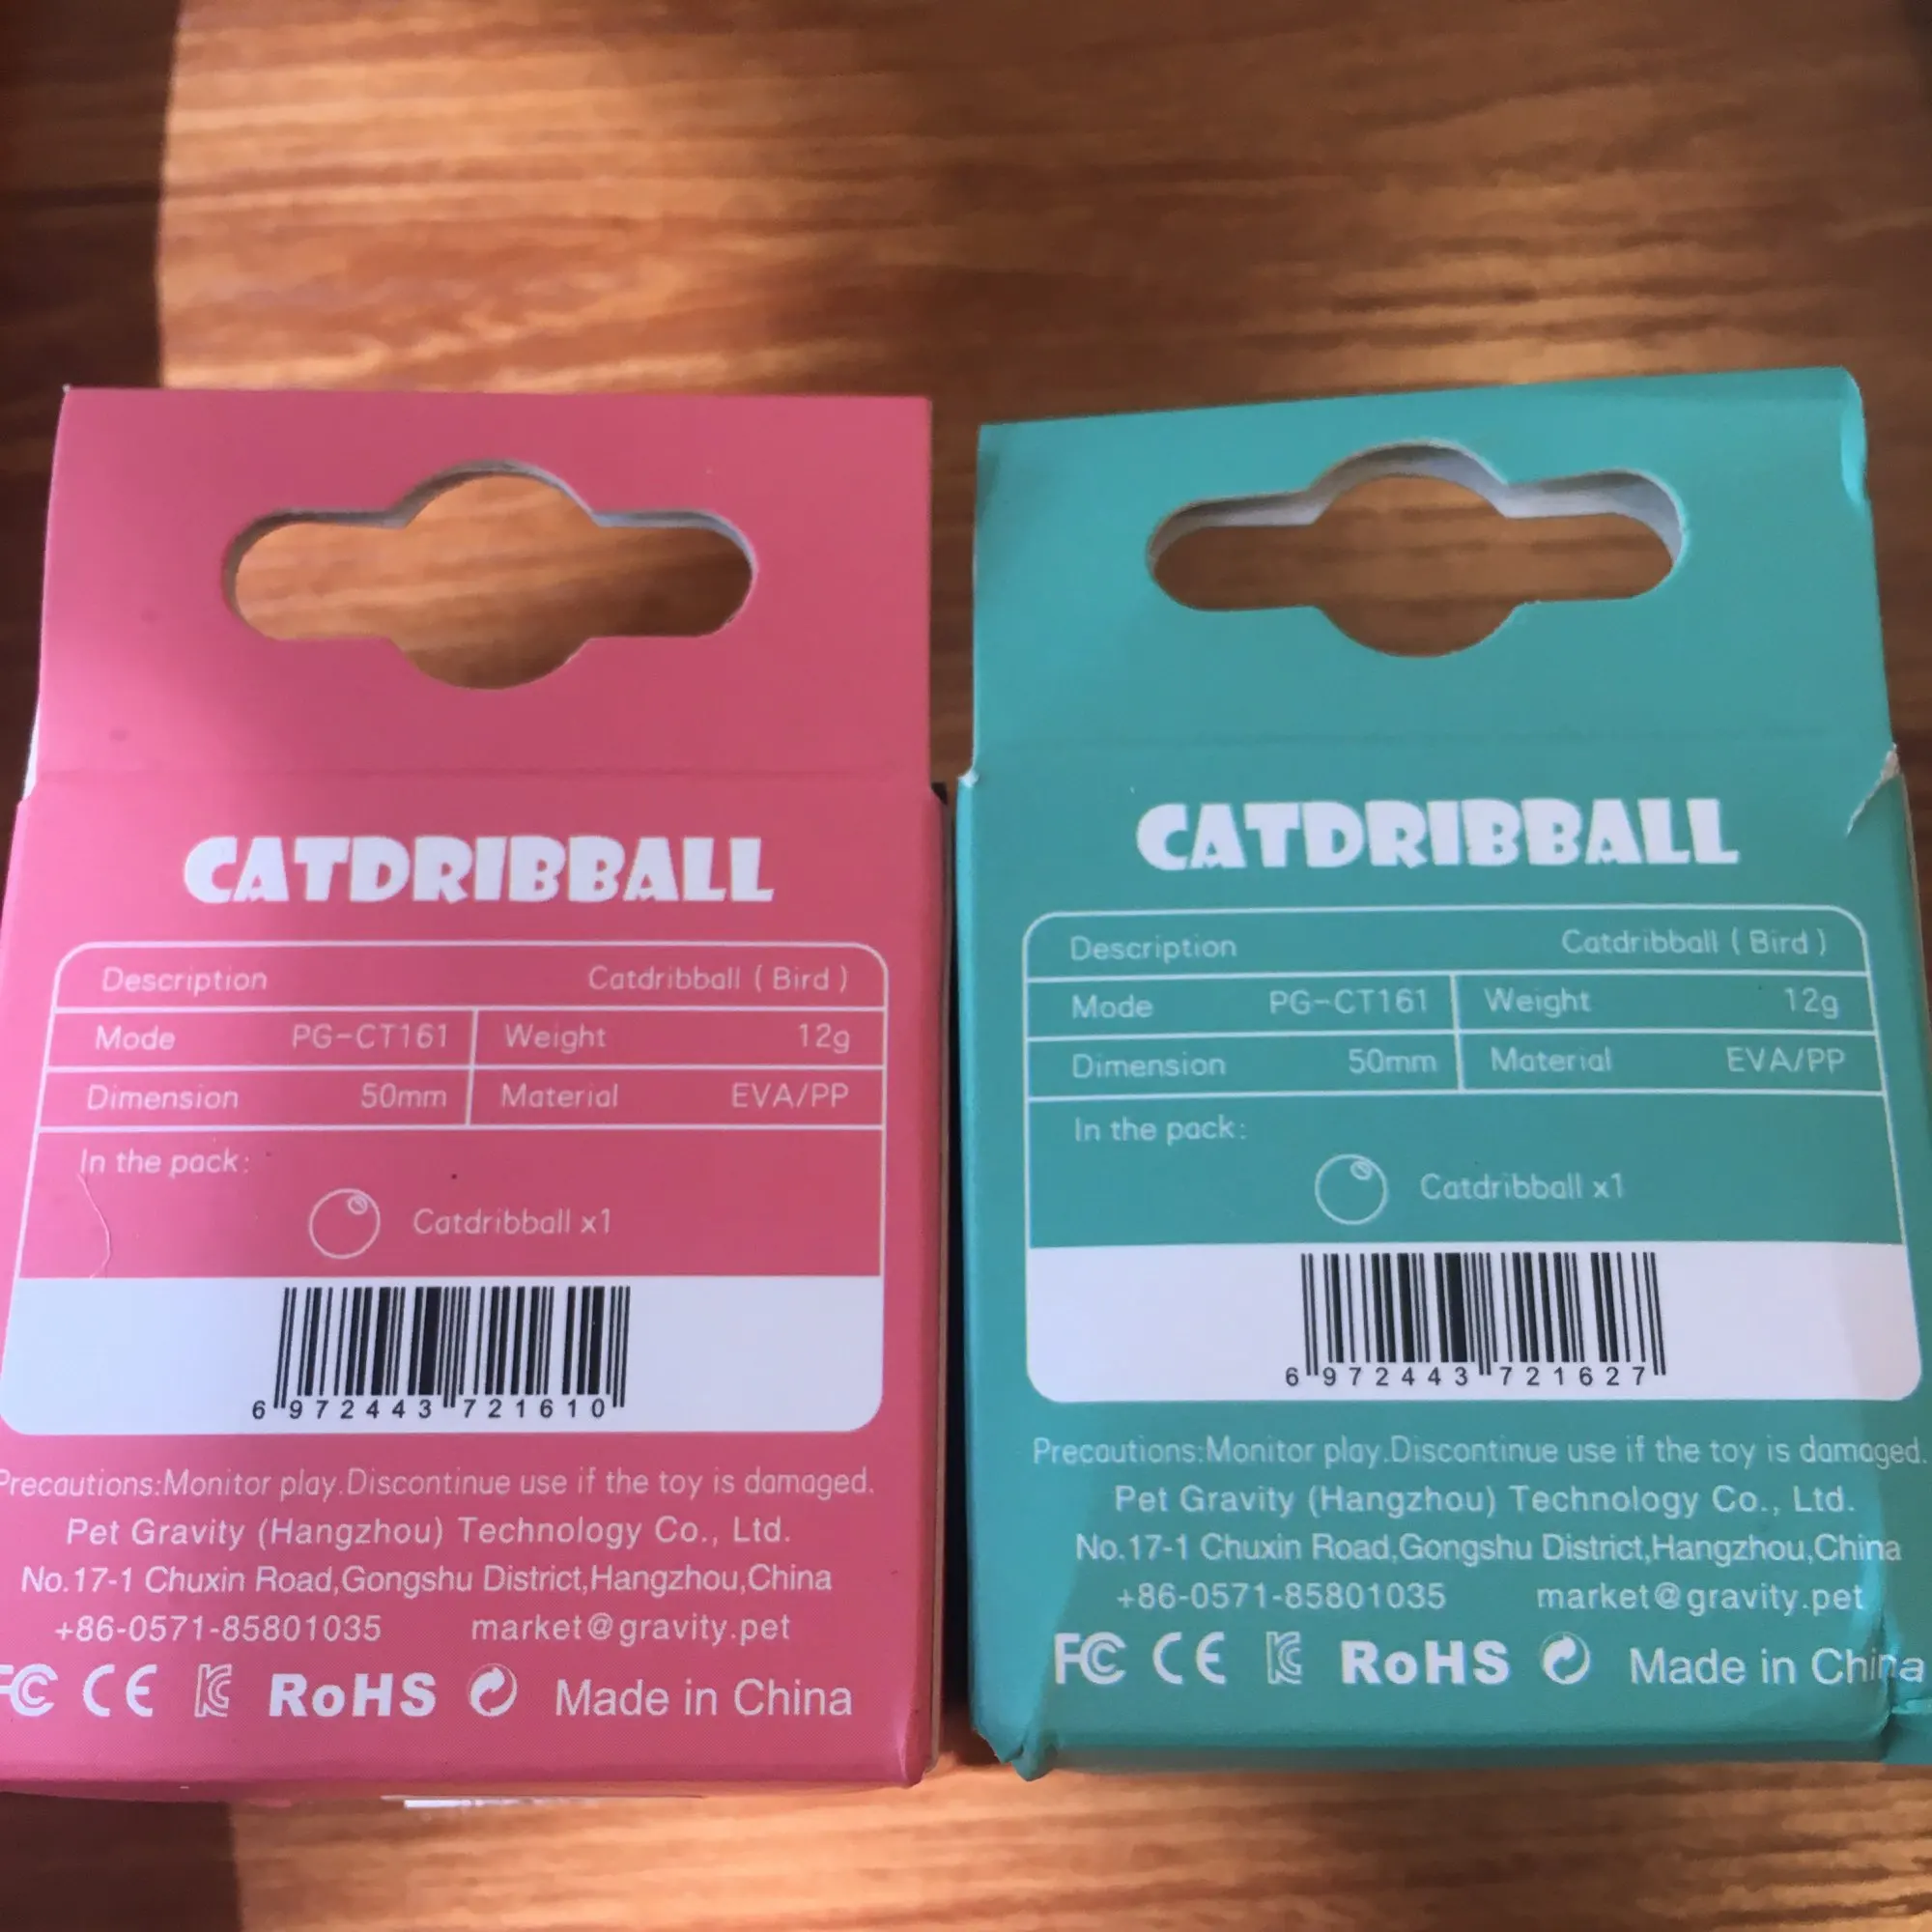 CATDRIBBALL
Description Catdribball ( Bird )
Mode PG-CT161 Weight 12g
Dimension 50mm Material EVA/PP
In the pack:
Catdribball x1
6 972443 721610
Precautions:Monitor play.Discontinue use if the toy is damaged.
Pet Gravity (Hangzhou) Technology Co., Ltd.
No.17-1 Chuxin Road,Gongshu District,Hangzhou,China
+86-0571-85801035 market@gravity.pet
FC CE KC RoHS Made in China
CATDRIBBALL
Description Catdribball ( Bird )
Mode PG-CT161 Weight 12g
Dimension 50mm Material EVA/PP
In the pack:
Catdribball x1
6 972443 721627
Precautions:Monitor play.Discontinue use if the toy is damaged.
Pet Gravity (Hangzhou) Technology Co., Ltd.
No.17-1 Chuxin Road,Gongshu District,Hangzhou,China
+86-0571-85801035 market@gravity.pet
FC CE KC RoHS Made in China